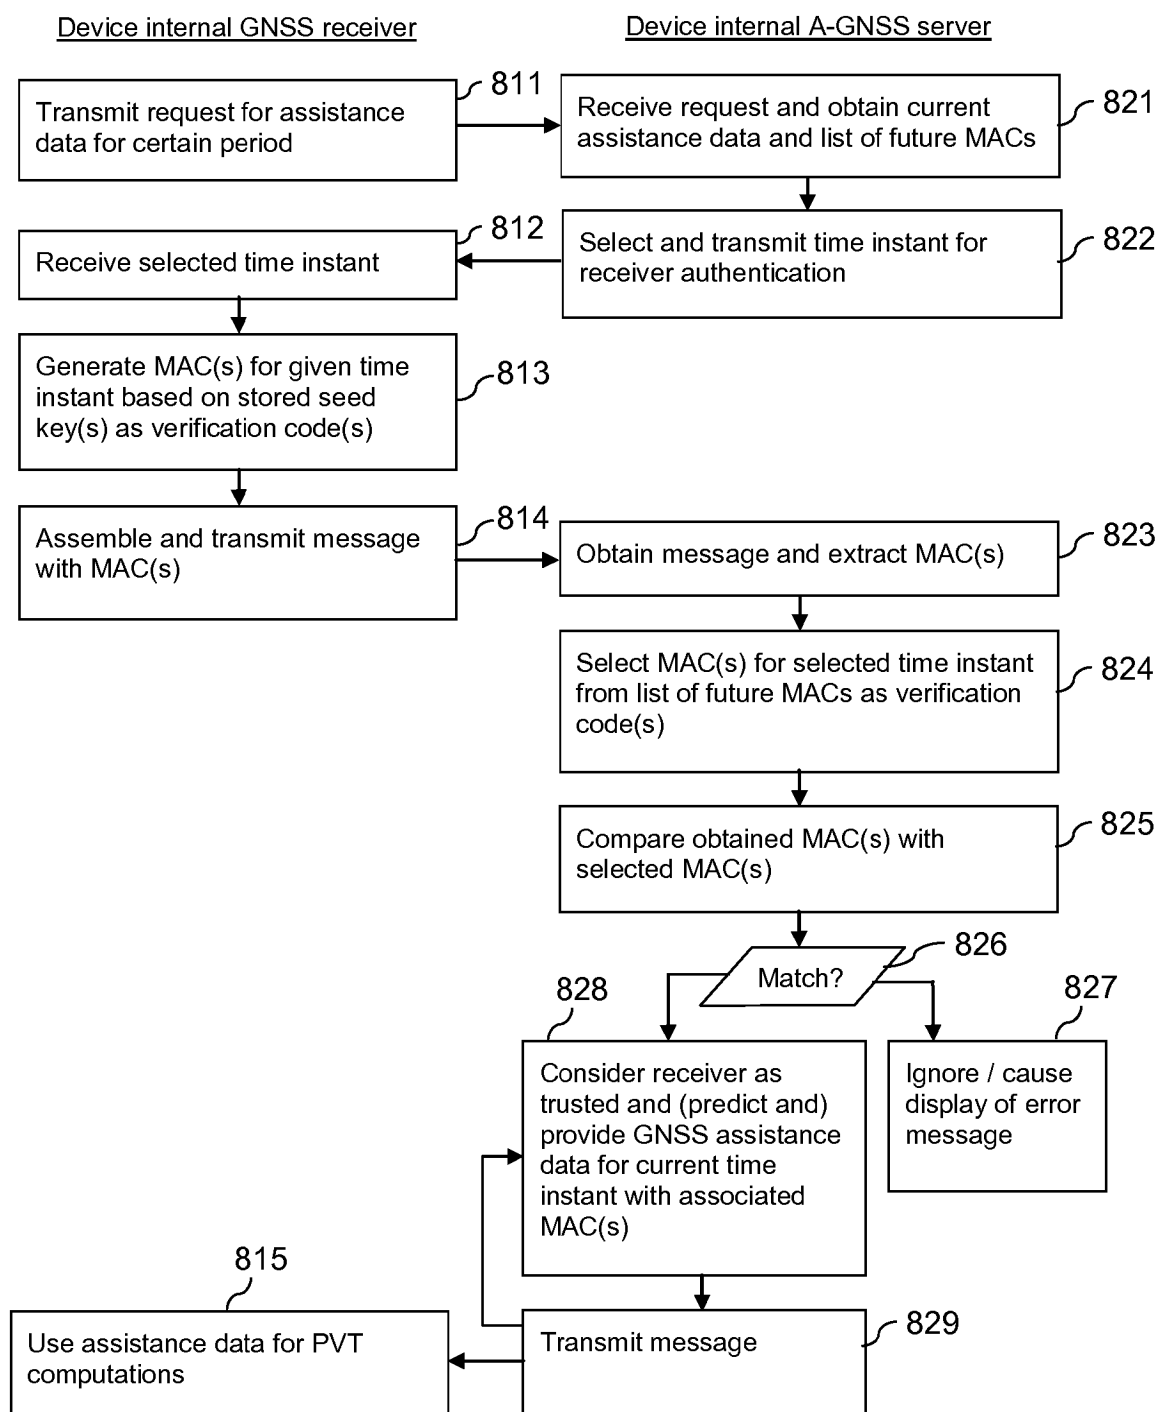 Device internal GNSS receiver
Device internal A-GNSS server
811
Transmit request for assistance
data for certain period
821
Receive request and obtain current
assistance data and list of future MACs
812
Receive selected time instant
822
Select and transmit time instant for
receiver authentication
813
Generate MAC(s) for given time
instant based on stored seed
key(s) as verification code(s)
814
Assemble and transmit message
with MAC(s)
823
Obtain message and extract MAC(s)
824
Select MAC(s) for selected time instant
from list of future MACs as verification
code(s)
825
Compare obtained MAC(s) with
selected MAC(s)
826
Match?
828
Consider receiver as
trusted and (predict and)
provide GNSS assistance
data for current time
instant with associated
MAC(s)
827
Ignore / cause
display of error
message
815
Use assistance data for PVT
computations
829
Transmit message